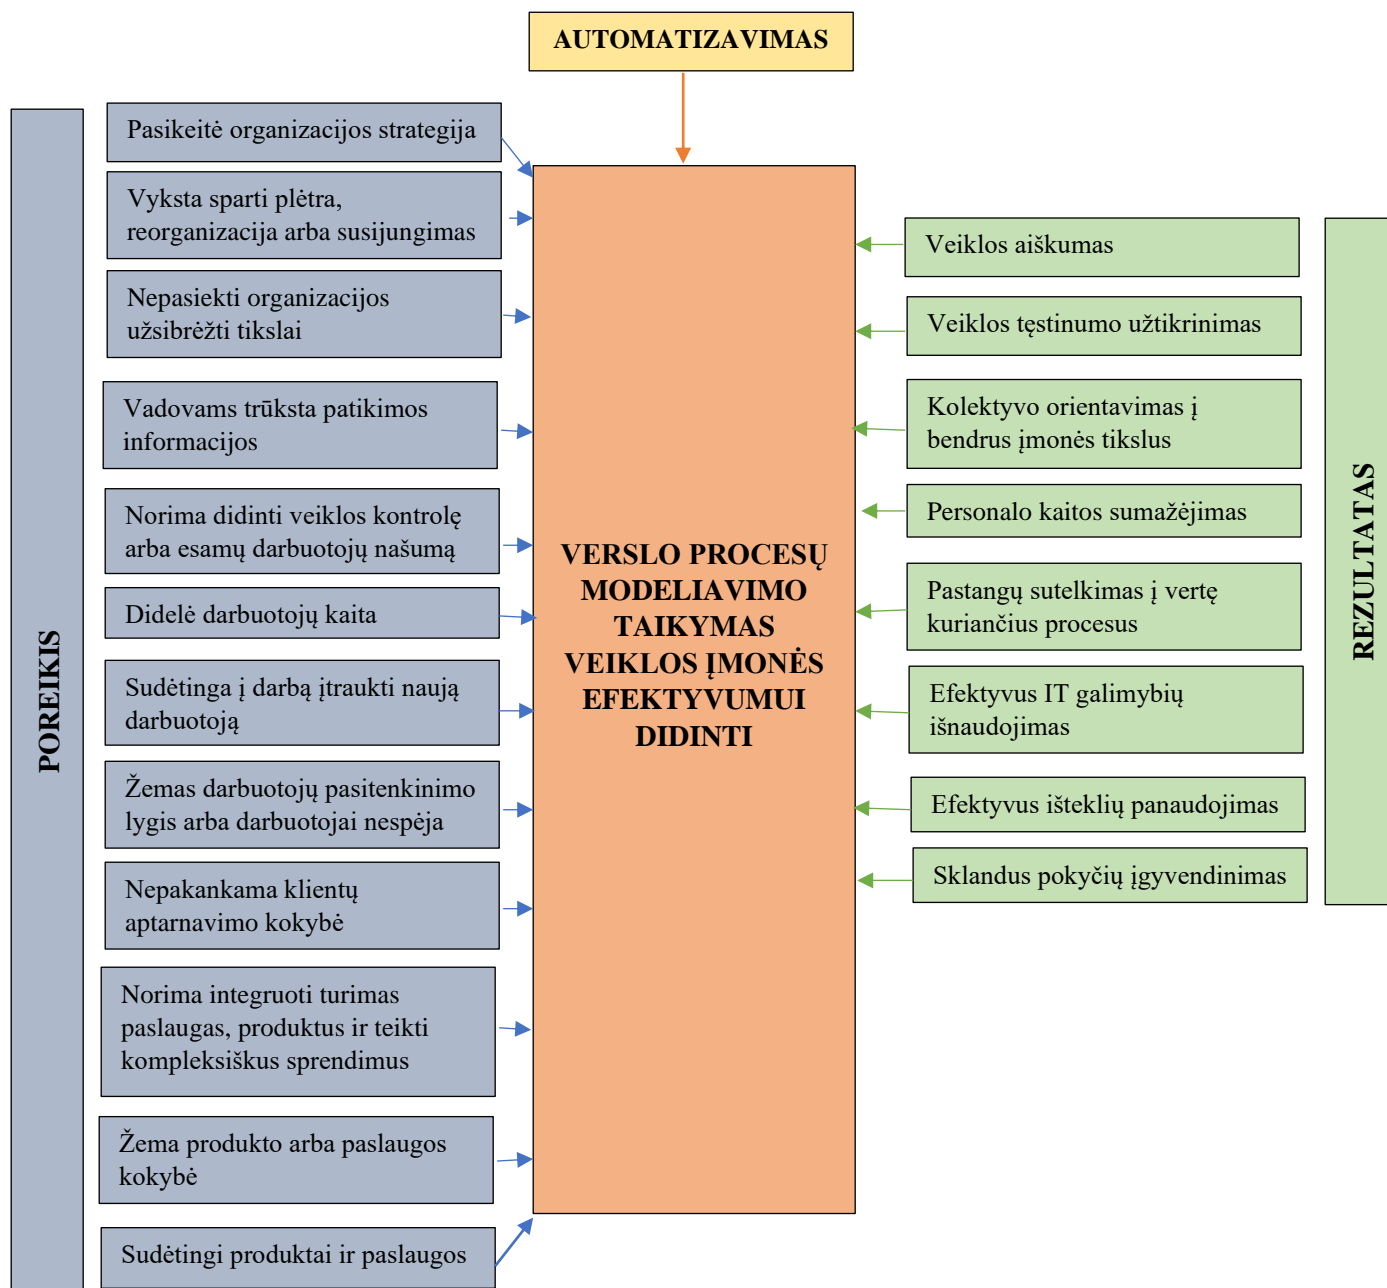 AUTOMATIZAVIMAS
POREIKIS
Pasikeitė organizacijos strategija
Vyksta sparti plėtra,
reorganizacija arba susijungimas
Nepasiekti organizacijos
užsibrėžti tikslai
Vadovams trūksta patikimos
informacijos
Norima didinti veiklos kontrolę
arba esamų darbuotojų našumą
Didelė darbuotojų kaita
Sudėtinga į darbą įtraukti naują
darbuotoją
Žemas darbuotojų pasitenkinimo
lygis arba darbuotojai nespėja
Nepakankama klientų
aptarnavimo kokybė
Norima integruoti turimas
paslaugas, produktus ir teikti
kompleksiškus sprendimus
Žema produkto arba paslaugos
kokybė
Sudėtingi produktai ir paslaugos
VERSLO PROCESŲ
MODELIAVIMO
TAIKYMAS
VEIKLOS ĮMONĖS
EFEKTYVUMUI
DIDINTI
Veiklos aiškumas
Veiklos tęstinumo užtikrinimas
Kolektyvo orientavimas į
bendrus įmonės tikslus
Personalo kaitos sumažėjimas
Pastangų sutelkimas į vertę
kuriančius procesus
Efektyvus IT galimybių
išnaudojimas
Efektyvus išteklių panaudojimas
Sklandus pokyčių įgyvendinimas
REZULTATAS